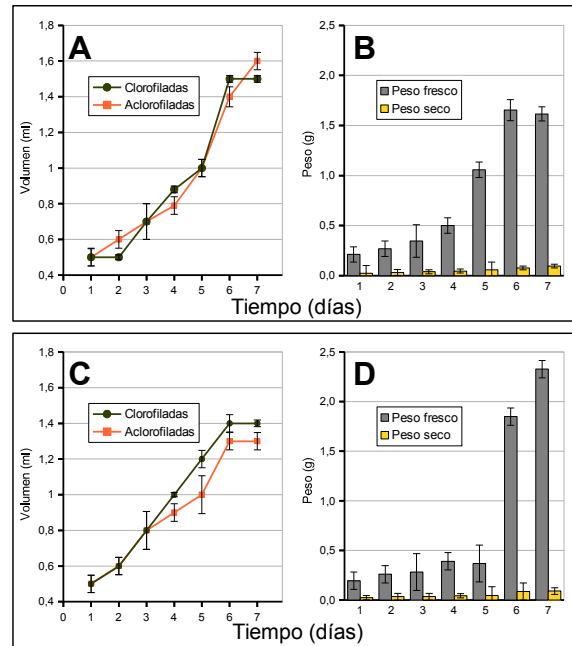 A
1,8
1,6
1,4
1,2
1
0,8
0,6
0,4
Volumen (ml)
Clorofiladas
Aclorofiladas
0 1 2 3 4 5 6 7
B
2,5
2,0
1,5
1,0
0,5
0,0
Peso (g)
Peso fresco
Peso seco
1 2 3 4 5 6 7
Tiempo (días)
C
1,8
1,6
1,4
1,2
1
0,8
0,6
0,4
Volumen (ml)
Clorofiladas
Aclorofiladas
0 1 2 3 4 5 6 7
D
2,5
2,0
1,5
1,0
0,5
0,0
Peso (g)
Peso fresco
Peso seco
1 2 3 4 5 6 7
Tiempo (días)